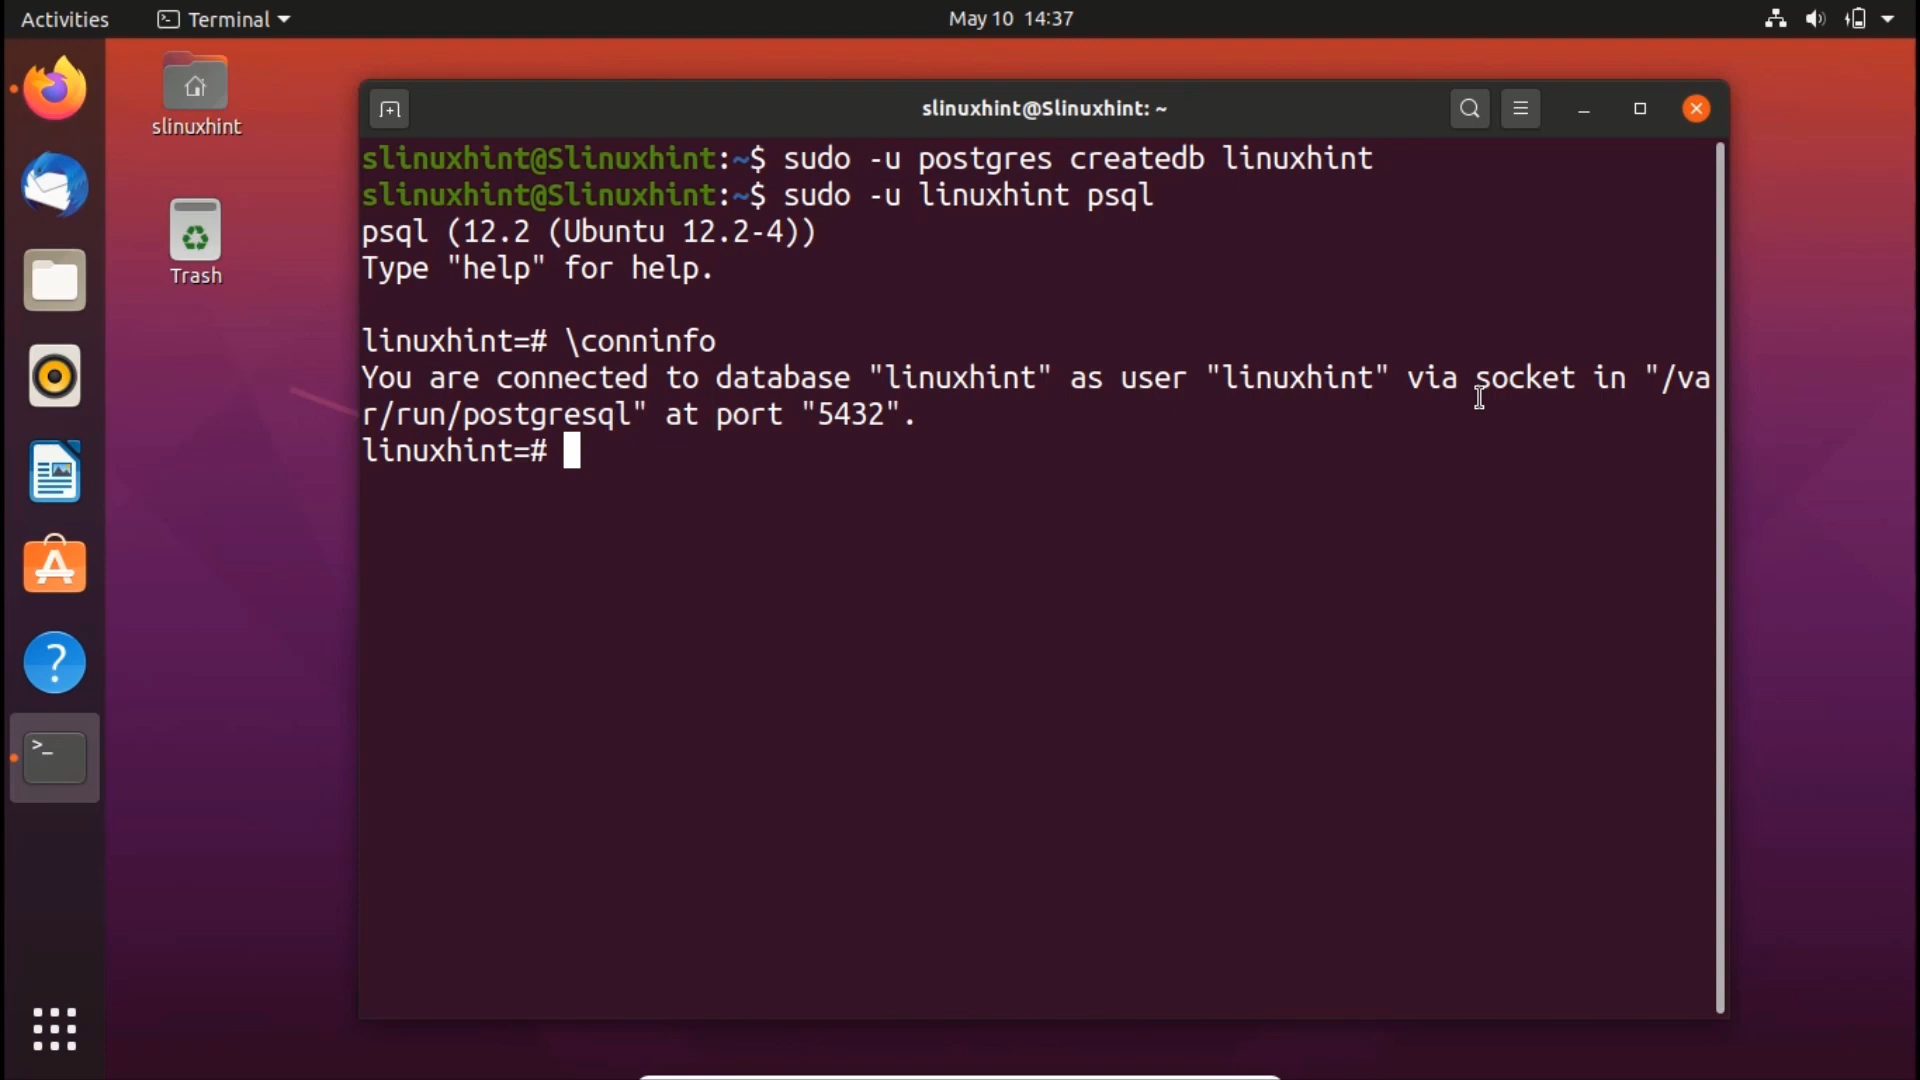 Activities Terminal May 10 14:37
slinuxhint
Trash
slinuxhint@Slinuxhint: ~
slinuxhint@Slinuxhint:~$ sudo -u postgres createdb linuxhint
slinuxhint@Slinuxhint:~$ sudo -u linuxhint psql
psql (12.2 (Ubuntu 12.2-4))
Type "help" for help.
linuxhint=# \conninfo
You are connected to database "linuxhint" as user "linuxhint" via socket in "/va
r/run/postgresql" at port "5432".
linuxhint=#